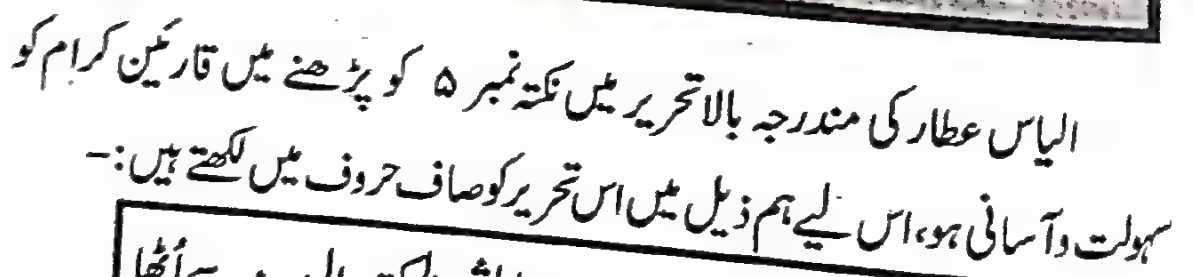 الیاس عطار کی مندرجہ بالا تحریر میں نکتہ نمبر ۵ کو پڑھنے میں قارئین کرام کو
سہولت و آسانی ہو، اس لیے ہم ذیل میں اس تحریر کو صاف حروف میں لکھتے ہیں:-